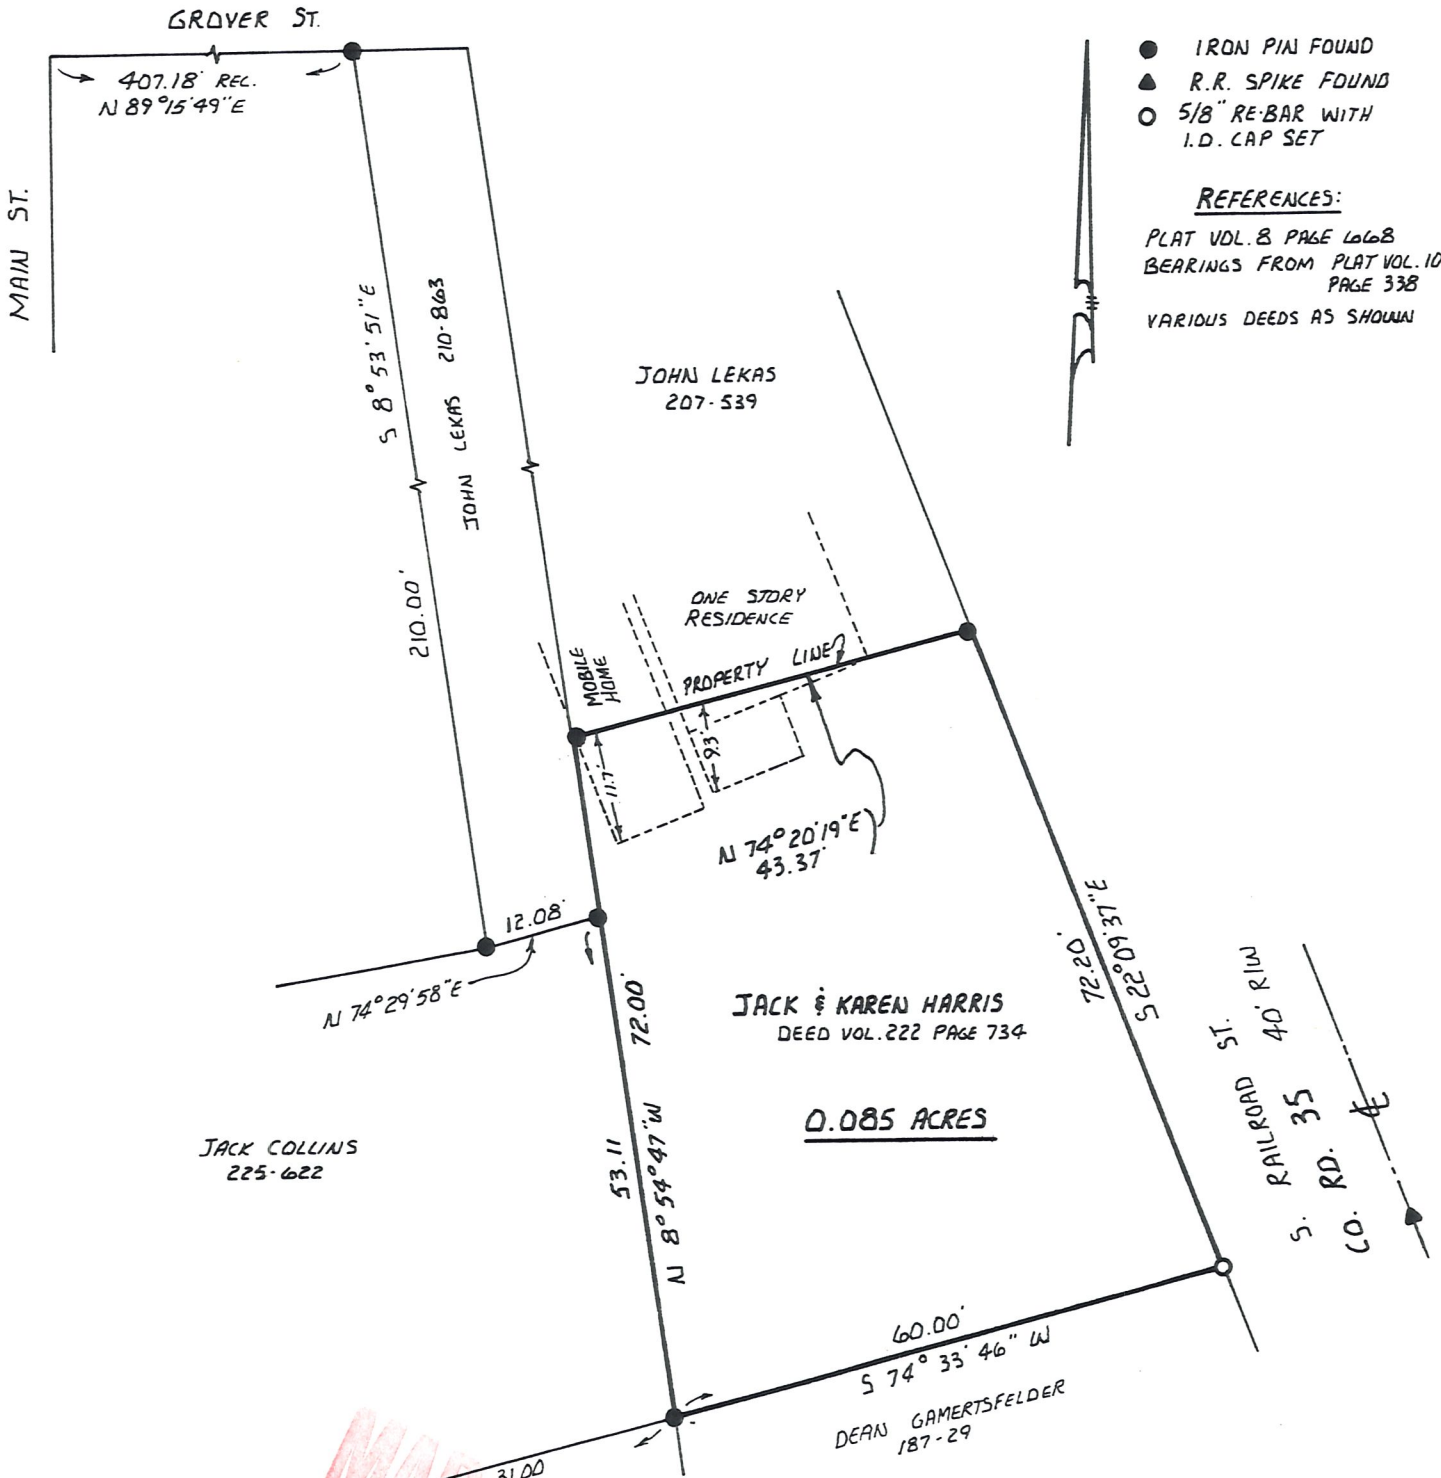 GROVER ST.
407.18' REC.
N 89°15'49"E
MAIN ST.
IRON PIN FOUND
R.R. SPIKE FOUND
5/8" RE-BAR WITH
I.D. CAP SET
REFERENCES:
PLAT VOL. 8 PAGE 668
BEARINGS FROM PLAT VOL. 10
PAGE 338
VARIOUS DEEDS AS SHOWN
S 8° 53' 51" E
210.00'
JOHN LEKAS 210-863
JOHN LEKAS
207-539
ONE STORY
RESIDENCE
MOBILE
HOME
PROPERTY LINE
11.7'
9.3'
N 74° 20' 19" E
43.37'
12.08'
N 74° 29' 58" E
72.00'
53.11
N 8° 54' 47" W
JACK & KAREN HARRIS
DEED VOL. 222 PAGE 734
0.085 ACRES
72.20'
S 22° 09' 37" E
S. RAILROAD ST.
40' R/W
CO. RD. 35
℄
JACK COLLINS
225-622
60.00'
S 74° 33' 46" W
DEAN GAMERTSFELDER
187-29
31.00